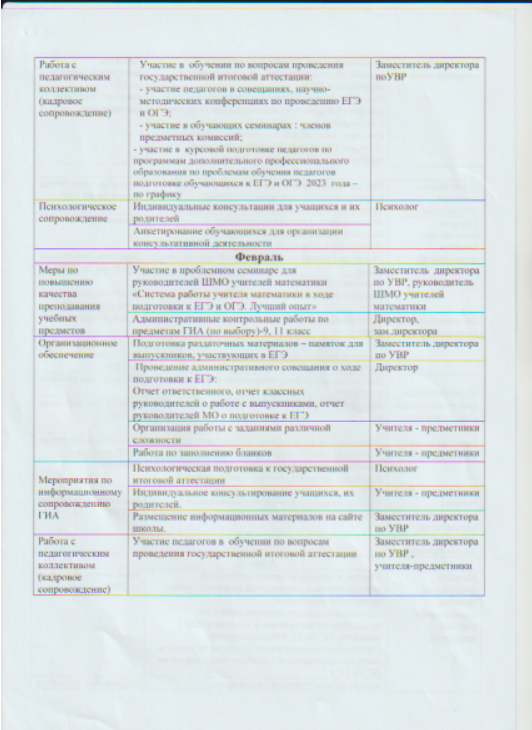 Работа с
педагогическим
коллективом
(кадровое
сопровождение)
Участие в обучении по вопросам проведения
государственной итоговой аттестации:
- участие педагогов в совещаниях, научно-
методических конференциях по проведению ЕГЭ
и ОГЭ;
- участие в обучающих семинарах : членов
предметных комиссий;
- участие в курсовой подготовке педагогов по
программам дополнительного профессионального
образования по проблемам обучения педагогов
подготовке обучающихся к ЕГЭ и ОГЭ 2023 года –
по графику
Заместитель директора
поУВР
Психологическое
сопровождение
Индивидуальные консультации для учащихся и их
родителей
Психолог
Анкетирование обучающихся для организации
консультативной деятельности
Февраль
Меры по
повышению
качества
преподавания
учебных
предметов
Участие в проблемном семинаре для
руководителей ШМО учителей математики
«Система работы учителя математики в ходе
подготовки к ЕГЭ и ОГЭ. Лучший опыт»
Заместитель директора
по УВР, руководитель
ШМО учителей
математики
Административные контрольные работы по
предметам ГИА (по выбору)-9, 11 класс
Директор,
зам.директора
Организационное
обеспечение
Подготовка раздаточных материалов – памяток для
выпускников, участвующих в ЕГЭ
Заместитель директора
по УВР
Проведение административного совещания о ходе
подготовки к ЕГЭ:
Отчет ответственного, отчет классных
руководителей о работе с выпускниками, отчет
руководителей МО о подготовке к ЕГЭ
Директор
Организация работы с заданиями различной
сложности
Учителя - предметники
Работа по заполнению бланков
Учителя - предметники
Мероприятия по
информационному
сопровождению
ГИА
Психологическая подготовка к государственной
итоговой аттестации
Психолог
Индивидуальное консультирование учащихся, их
родителей.
Учителя - предметники
Размещение информационных материалов на сайте
школы.
Заместитель директора
по УВР
Работа с
педагогическим
коллективом
(кадровое
сопровождение)
Участие педагогов в обучении по вопросам
проведения государственной итоговой аттестации
Заместитель директора
по УВР ,
учителя-предметники